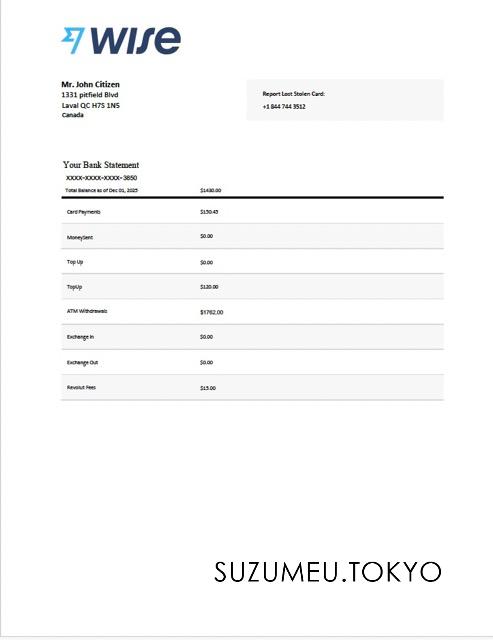 WISE
Mr. John Citizen
1331 pitfield Blvd
Laval QC H7S 1N5
Canada
Report Lost Stolen Card:
+1 844 744 3512
Your Bank Statement
XXXX-XXXX-XXXX-3850
Total Balance as of Dec 01, 2025 $1430.00
Card Payments $150.45
MoneySent $0.00
Top Up $0.00
TopUp $120.00
ATM Withdrawals $1762.00
Exchange In $0.00
Exchange Out $0.00
Revolut Fees $15.00
SUZUMEU.TOKYO